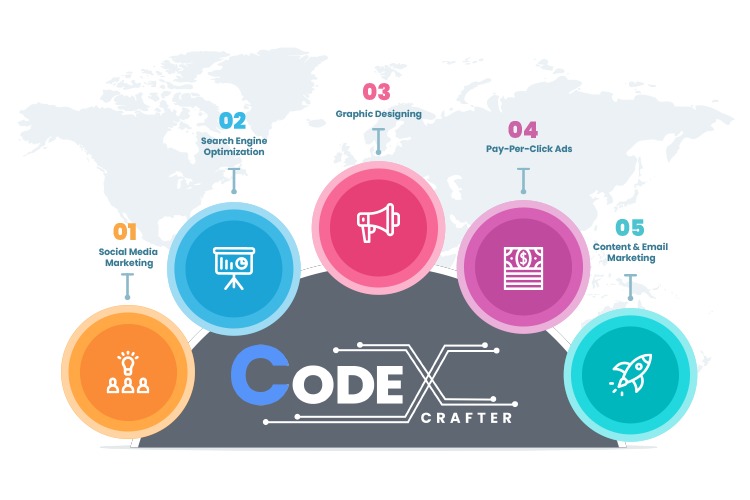 01
Social Media
Marketing
02
Search Engine
Optimization
03
Graphic Designing
04
Pay-Per-Click Ads
05
Content & Email
Marketing
CODEX
CRAFTER